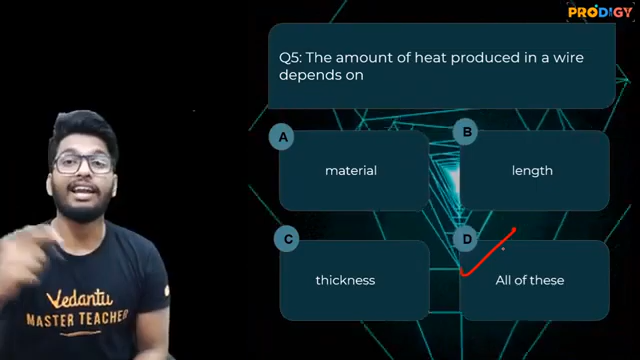 PRODIGY
Q5: The amount of heat produced in a wire
depends on
A
material
B
length
C
thickness
D
All of these
Vedantu
MASTER TEACHER